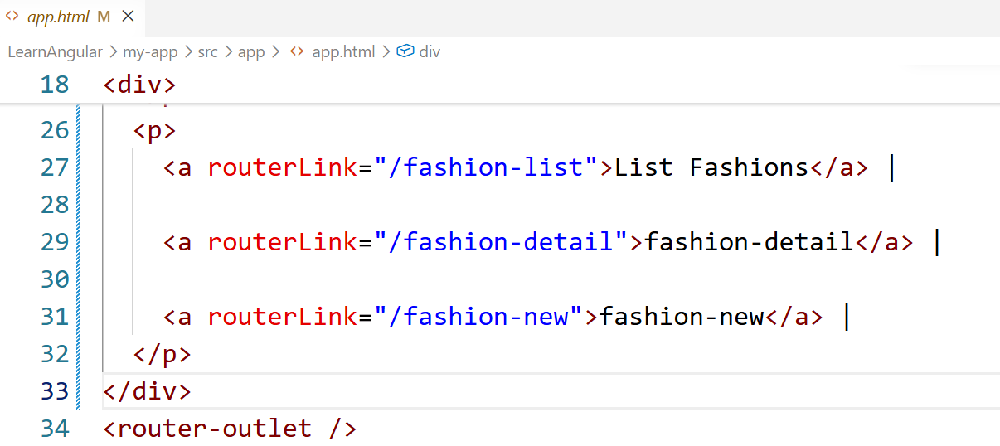 app.html M
LearnAngular > my-app > src > app > app.html > div
18 <div>
26 <p>
27 <a routerLink="/fashion-list">List Fashions</a> |
28
29 <a routerLink="/fashion-detail">fashion-detail</a> |
30
31 <a routerLink="/fashion-new">fashion-new</a> |
32 </p>
33 </div>
34 <router-outlet />